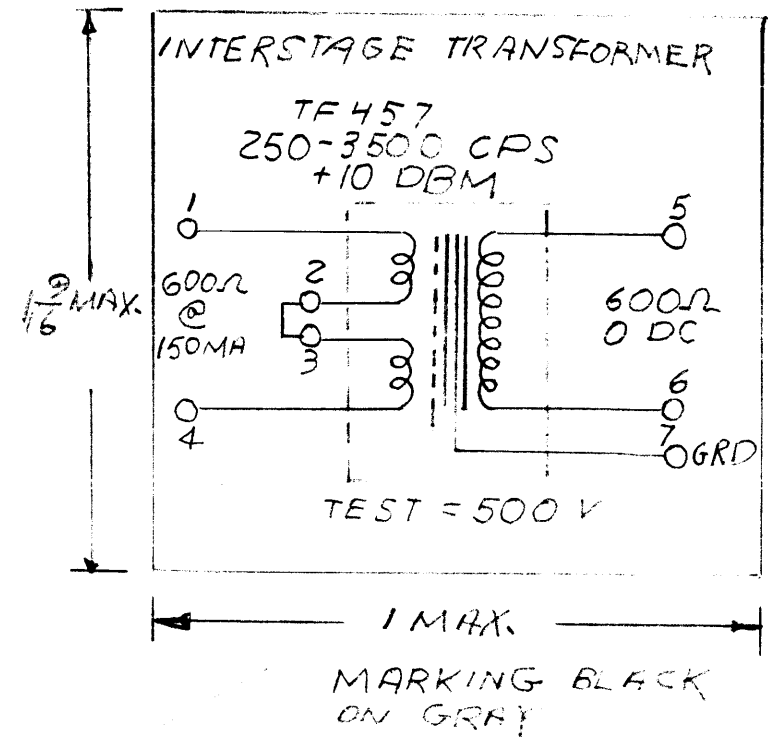 INTERSTAGE TRANSFORMER
TF457
250-3500 CPS
+10 DBM
1
5
2
600Ω
@
150MA
600Ω
0 DC
1 9/16 MAX.
3
4
6
7
GRD
TEST = 500 V
1 MAX.
MARKING BLACK
ON GRAY